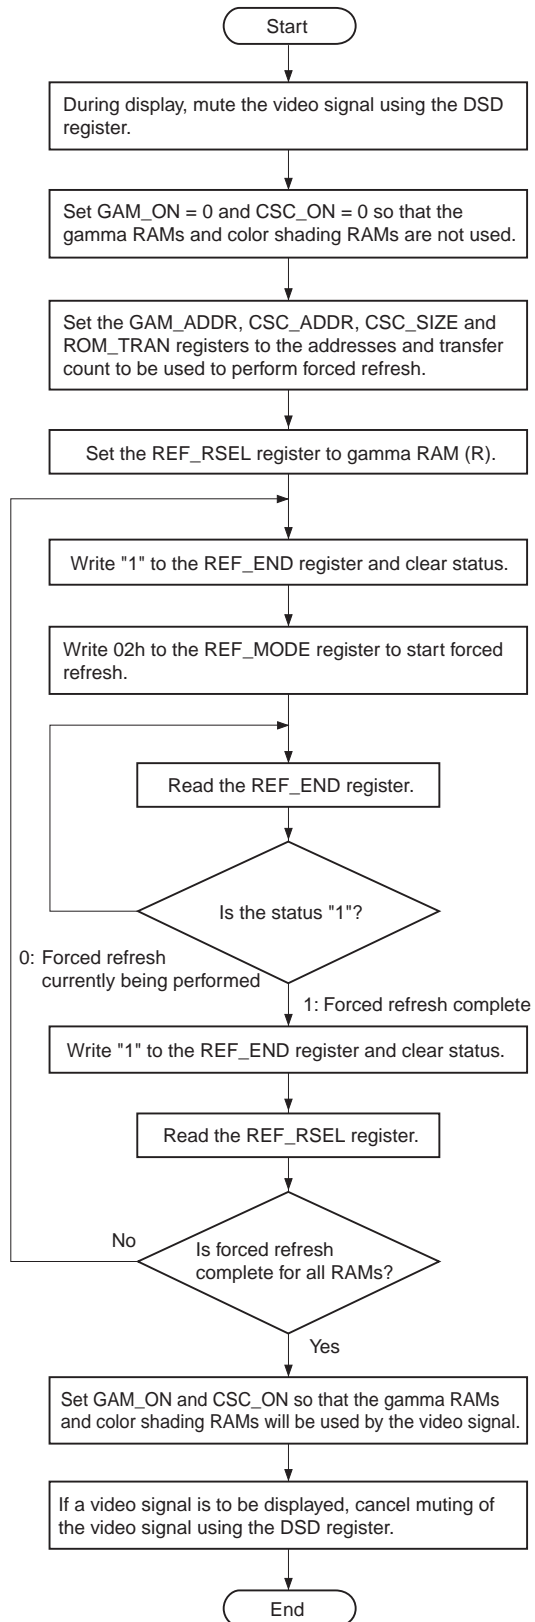 Start
During display, mute the video signal using the DSD
register.
Set GAM_ON = 0 and CSC_ON = 0 so that the
gamma RAMs and color shading RAMs are not used.
Set the GAM_ADDR, CSC_ADDR, CSC_SIZE and
ROM_TRAN registers to the addresses and transfer
count to be used to perform forced refresh.
Set the REF_RSEL register to gamma RAM (R).
Write "1" to the REF_END register and clear status.
Write 02h to the REF_MODE register to start forced
refresh.
Read the REF_END register.
Is the status "1"?
0: Forced refresh
currently being performed
1: Forced refresh complete
Write "1" to the REF_END register and clear status.
Read the REF_RSEL register.
No
Is forced refresh
complete for all RAMs?
Yes
Set GAM_ON and CSC_ON so that the gamma RAMs
and color shading RAMs will be used by the video signal.
If a video signal is to be displayed, cancel muting of
the video signal using the DSD register.
End